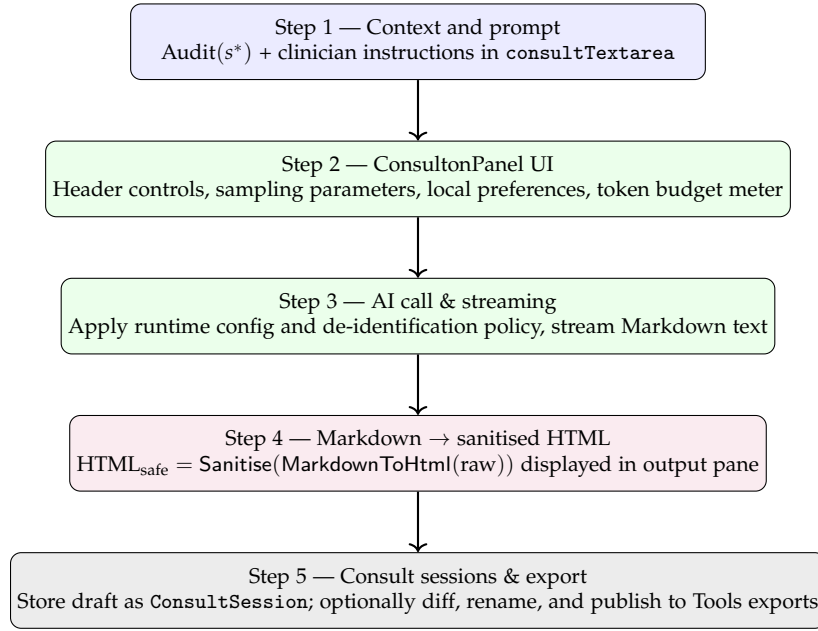 Step 1 — Context and prompt
Audit(s*) + clinician instructions in consultTextarea
Step 2 — ConsultonPanel UI
Header controls, sampling parameters, local preferences, token budget meter
Step 3 — AI call & streaming
Apply runtime config and de-identification policy, stream Markdown text
Step 4 — Markdown → sanitised HTML
HTMLsafe = Sanitise(MarkdownToHtml(raw)) displayed in output pane
Step 5 — Consult sessions & export
Store draft as ConsultSession; optionally diff, rename, and publish to Tools exports